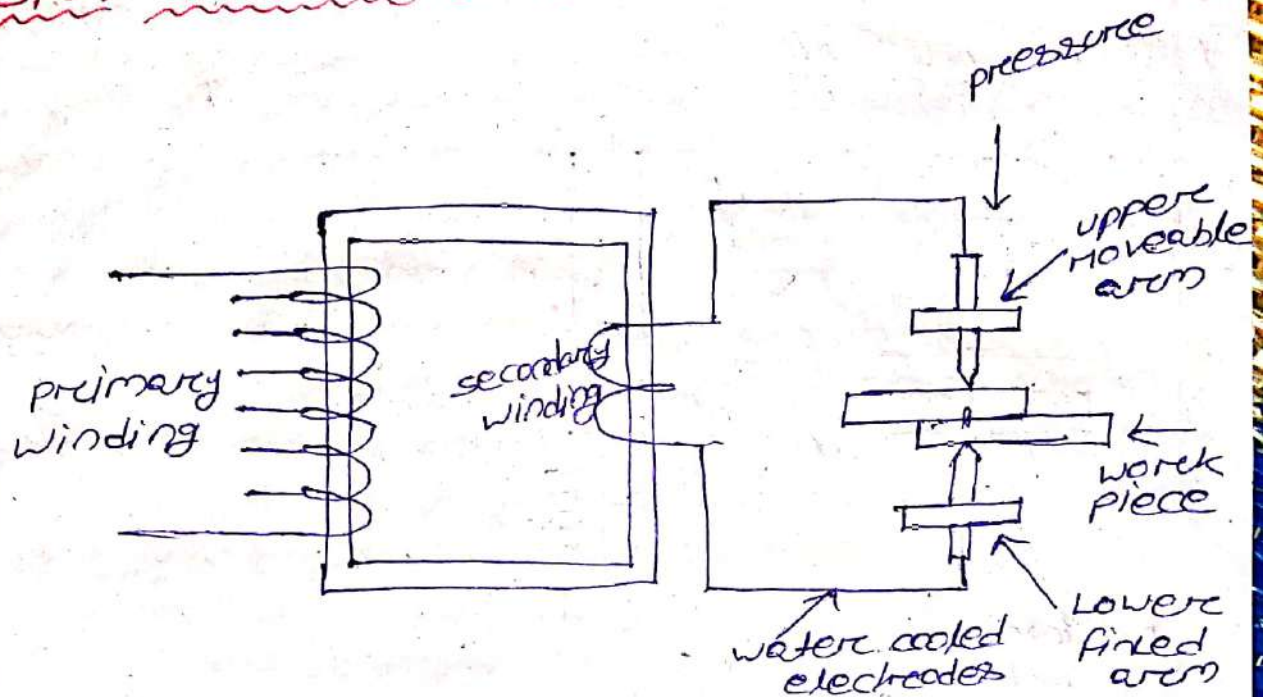 pressure
upper
moveable
arm
primary
winding
secondary
winding
work
piece
water cooled
electrodes
Lower
fixed
arm